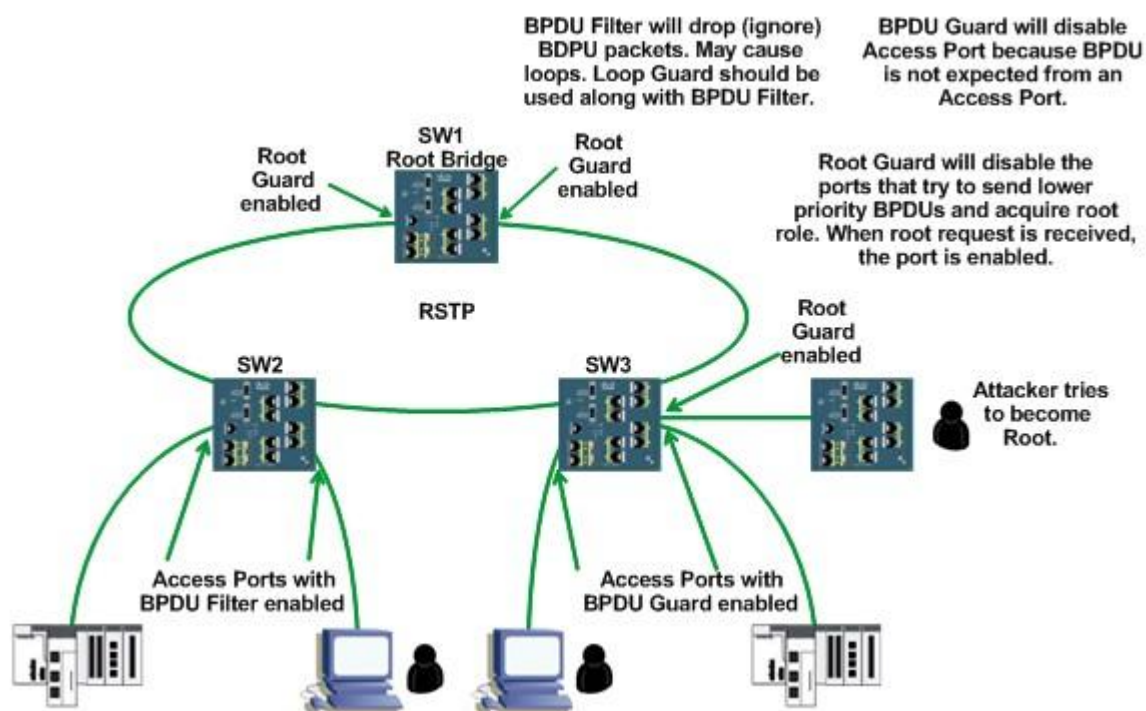 BPDU Filter will drop (ignore)
BDPU packets. May cause
loops. Loop Guard should be
used along with BPDU Filter.
BPDU Guard will disable
Access Port because BPDU
is not expected from an
Access Port.
SW1
Root Bridge
Root
Guard
enabled
Root
Guard
enabled
Root Guard will disable the
ports that try to send lower
priority BPDUs and acquire root
role. When root request is received,
the port is enabled.
RSTP
Root
Guard
enabled
SW2
SW3
Attacker tries
to become
Root.
Access Ports with
BPDU Filter enabled
Access Ports with
BPDU Guard enabled